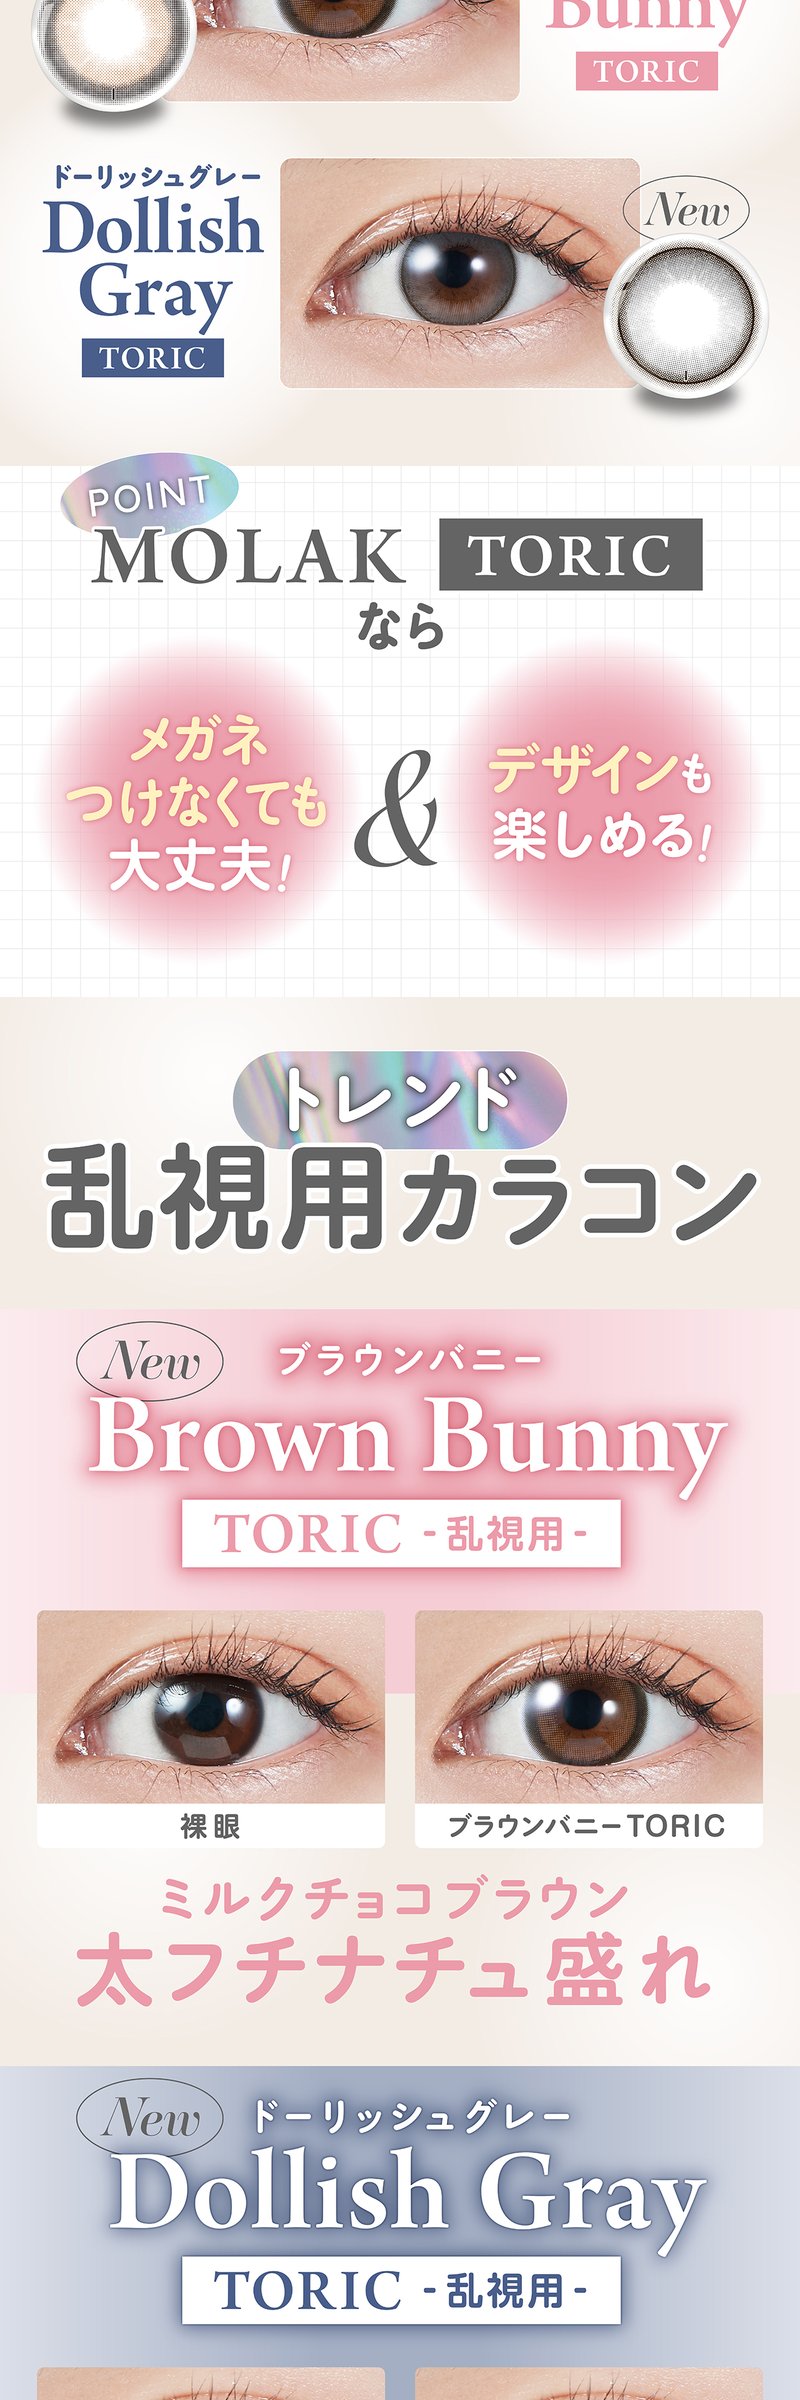 Bunny
TORIC
ドーリッシュグレー
Dollish
Gray
TORIC
New
POINT
MOLAK TORIC
なら
メガネ
つけなくても
大丈夫!
&
デザインも
楽しめる!
トレンド
乱視用カラコン
New
ブラウンバニー
Brown Bunny
TORIC -乱視用-
裸眼
ブラウンバニーTORIC
ミルクチョコブラウン
太フチナチュ盛れ
New
ドーリッシュグレー
Dollish Gray
TORIC -乱視用-